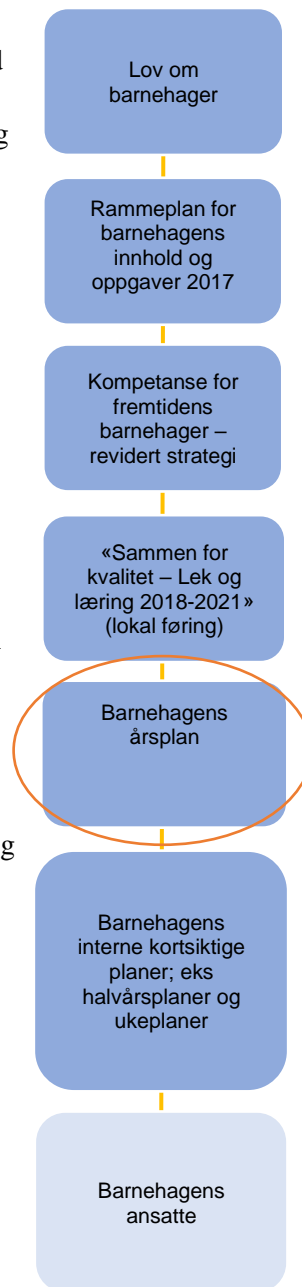 Lov om
barnehager
Rammeplan for
barnehagens
innhold og
oppgaver 2017
Kompetanse for
fremtidens
barnehager –
revidert strategi
«Sammen for
kvalitet – Lek og
læring 2018-2021»
(lokal føring)
Barnehagens
årsplan
Barnehagens
interne kortsiktige
planer; eks
halvårsplaner og
ukeplaner
Barnehagens
ansatte